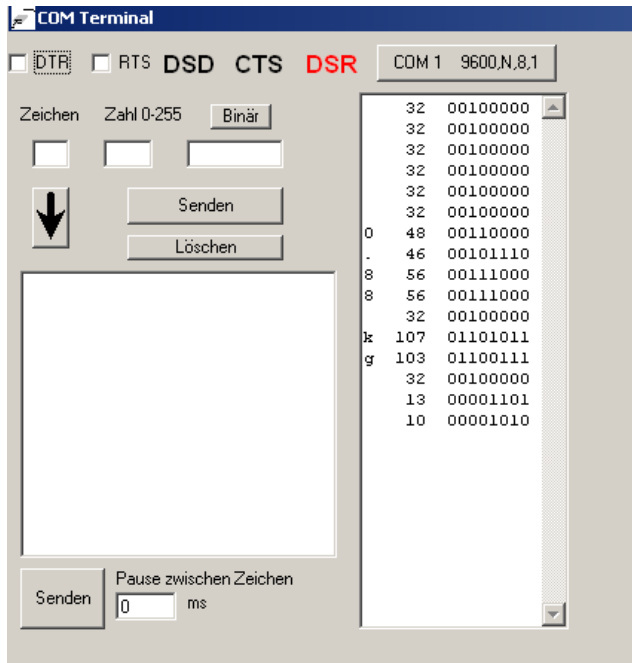 COM Terminal
DTR RTS DSD CTS DSR COM 1 9600,N,8,1
Zeichen Zahl 0-255 Binär
Senden
Löschen
32 00100000
32 00100000
32 00100000
32 00100000
32 00100000
32 00100000
0 48 00110000
. 46 00101110
8 56 00111000
8 56 00111000
32 00100000
k 107 01101011
g 103 01100111
32 00100000
13 00001101
10 00001010
Senden
Pause zwischen Zeichen
0 ms